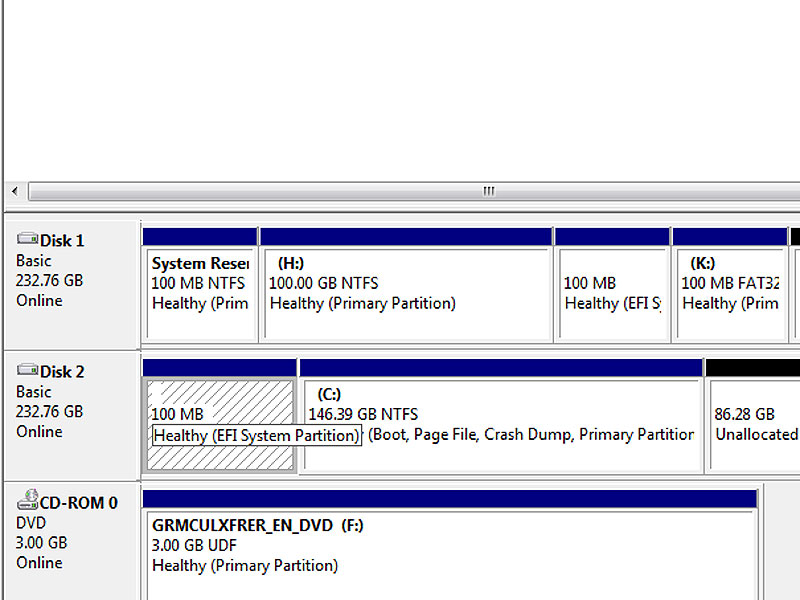 Disk 1
Basic
232.76 GB
Online
System Reser
100 MB NTFS
Healthy (Prim
(H:)
100.00 GB NTFS
Healthy (Primary Partition)
100 MB
Healthy (EFI Sy
(K:)
100 MB FAT32
Healthy (Prim
Disk 2
Basic
232.76 GB
Online
100 MB
Healthy (EFI System Partition)
(C:)
146.39 GB NTFS
(Boot, Page File, Crash Dump, Primary Partition
86.28 GB
Unallocated
CD-ROM 0
DVD
3.00 GB
Online
GRMCULXFRER_EN_DVD (F:)
3.00 GB UDF
Healthy (Primary Partition)